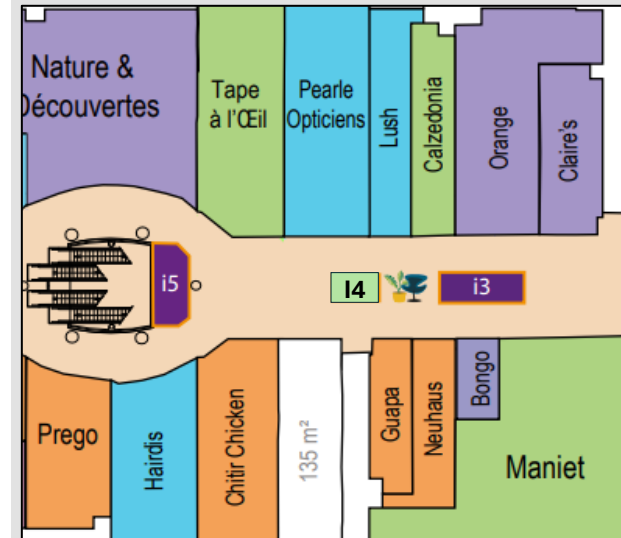 Nature &
Découvertes
Tape
à l'Œil
Pearle
Opticiens
Lush
Calzedonia
Orange
Claire's
i5
I4
i3
Prego
Hairdis
Chitir Chicken
135 m²
Guapa
Neuhaus
Bongo
Maniet